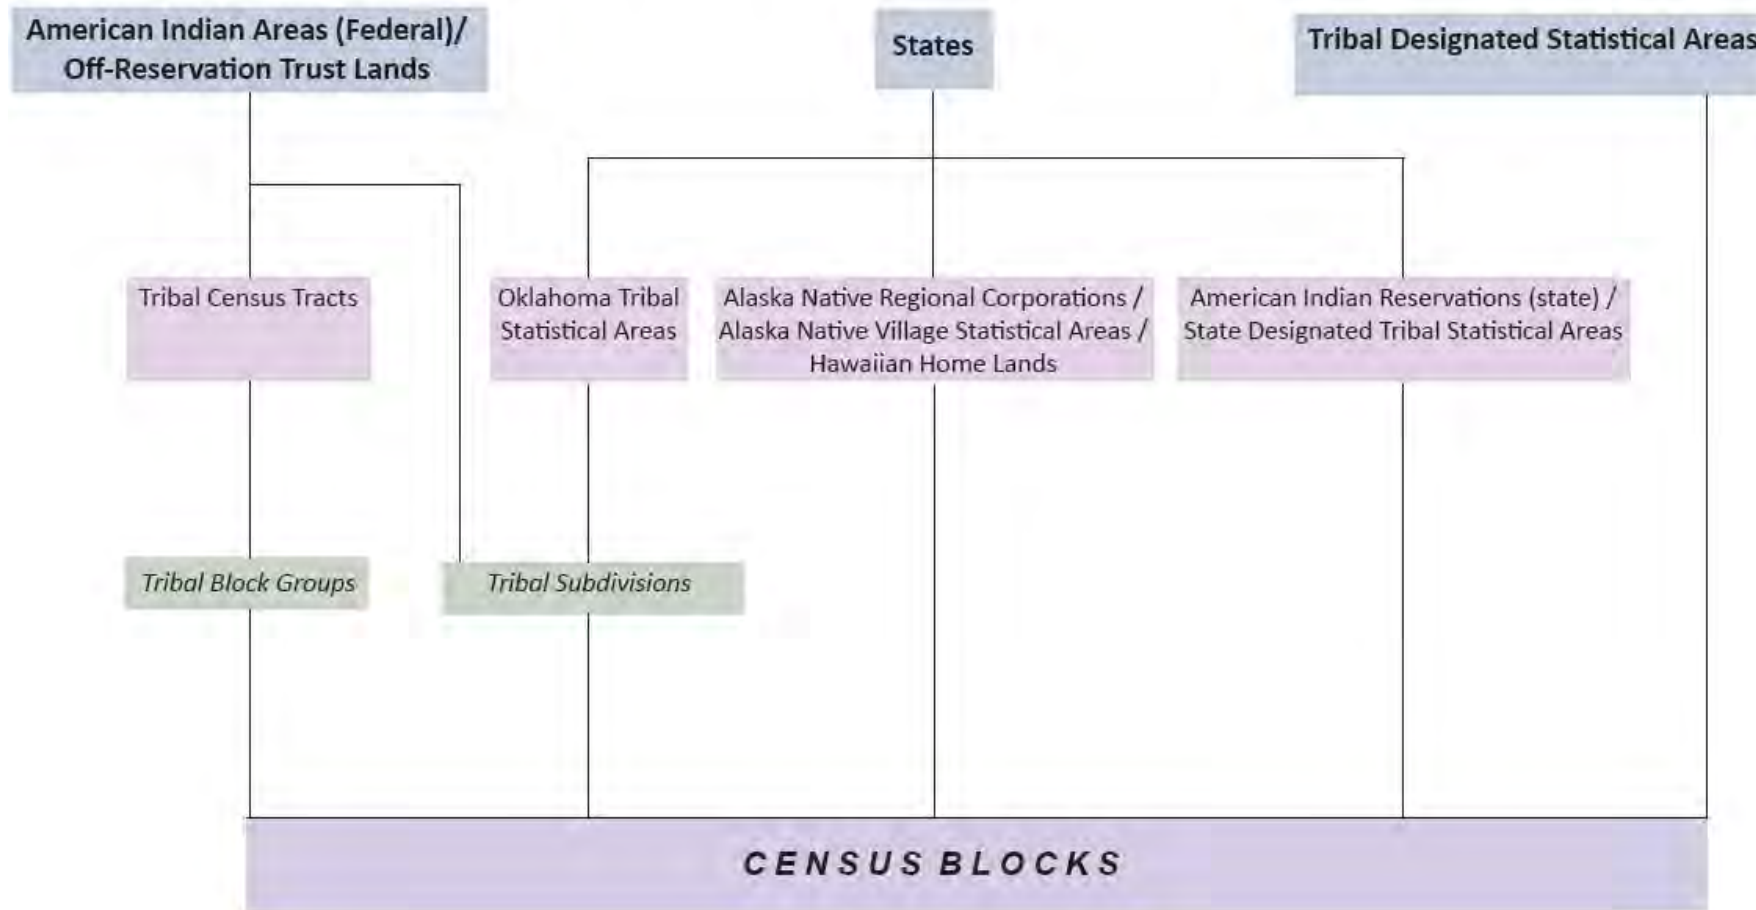 American Indian Areas (Federal)/
Off-Reservation Trust Lands
States
Tribal Designated Statistical Areas
Tribal Census Tracts
Oklahoma Tribal
Statistical Areas
Alaska Native Regional Corporations /
Alaska Native Village Statistical Areas /
Hawaiian Home Lands
American Indian Reservations (state) /
State Designated Tribal Statistical Areas
Tribal Block Groups
Tribal Subdivisions
CENSUS BLOCKS